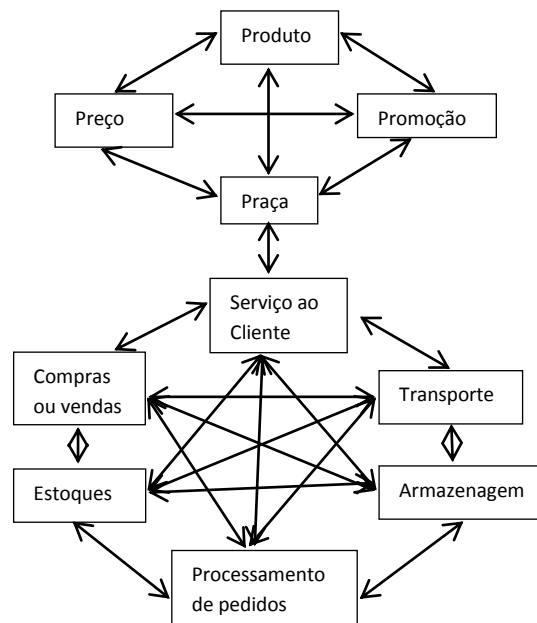 Produto
Preço
Promoção
Praça
Serviço ao
Cliente
Compras
ou vendas
Transporte
Estoques
Armazenagem
Processamento
de pedidos